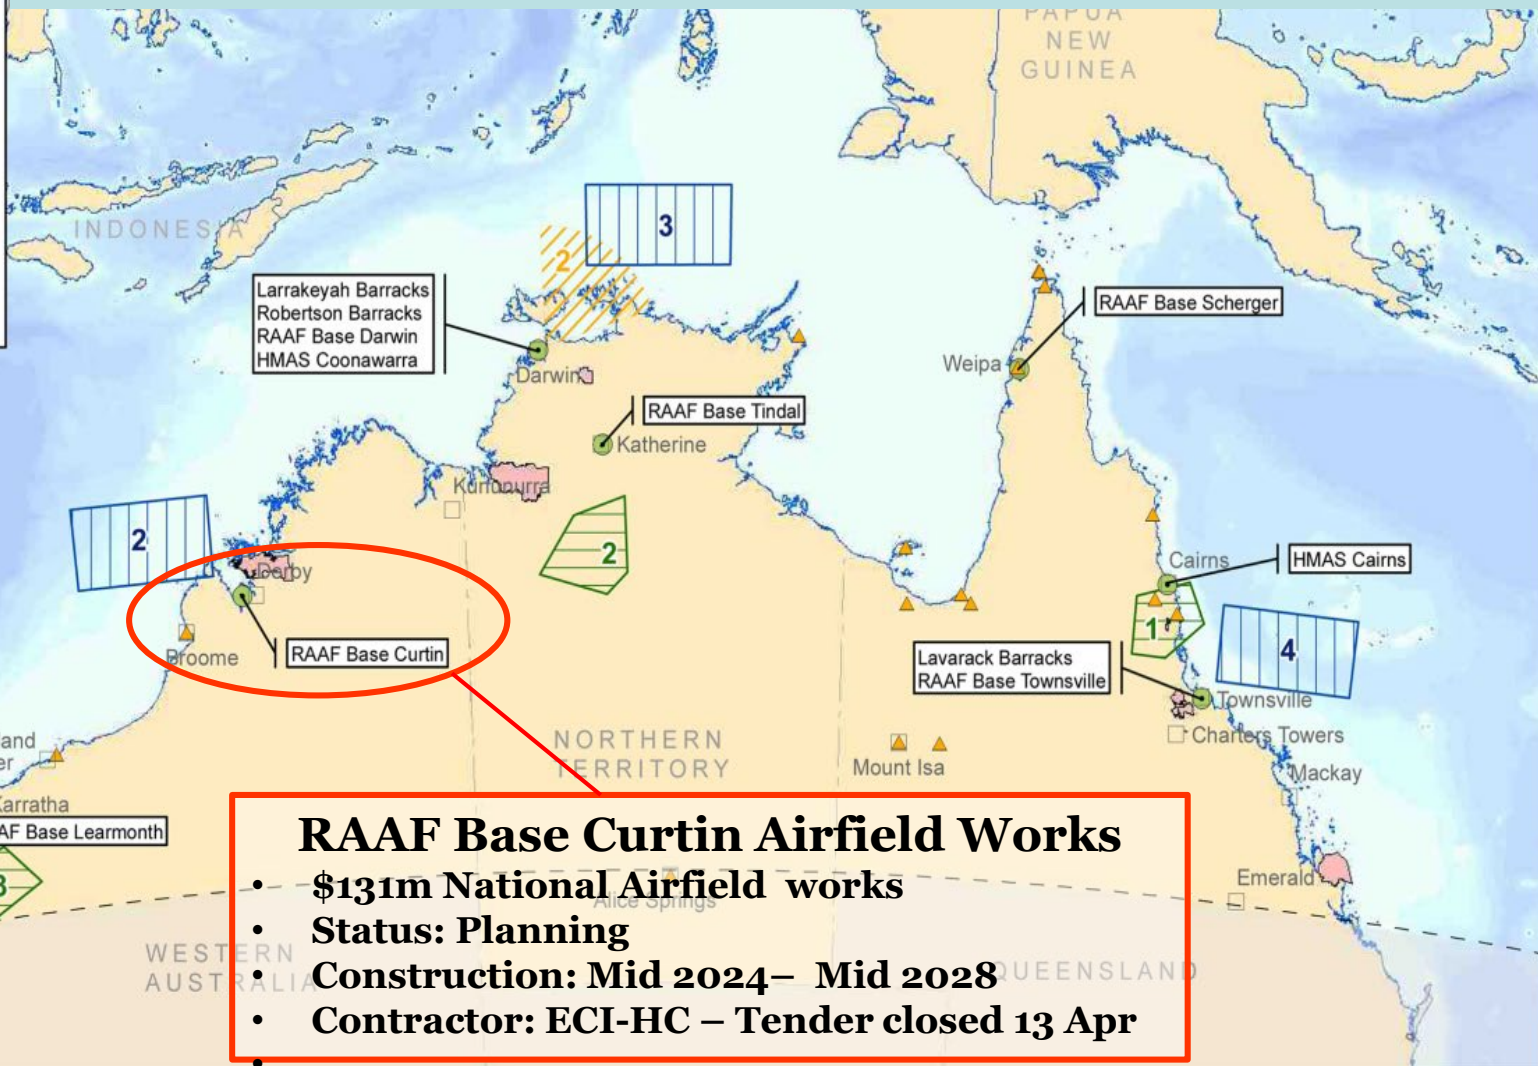 PAPUA
NEW
GUINEA
INDONESIA
3
2
Larrakeyah Barracks
Robertson Barracks
RAAF Base Darwin
HMAS Coonawarra
RAAF Base Scherger
Weipa
Darwin
RAAF Base Tindal
Katherine
Kununurra
2
2
Derby
Cairns
HMAS Cairns
1
4
Broome
RAAF Base Curtin
Lavarack Barracks
RAAF Base Townsville
Townsville
Charters Towers
NORTHERN
TERRITORY
Mount Isa
Mackay
and
er
Karratha
AF Base Learmonth
3
RAAF Base Curtin Airfield Works
• $131m National Airfield works
Alice Springs
Emerald
• Status: Planning
WESTERN
AUSTRALIA
• Construction: Mid 2024– Mid 2028
QUEENSLAND
• Contractor: ECI-HC – Tender closed 13 Apr
•